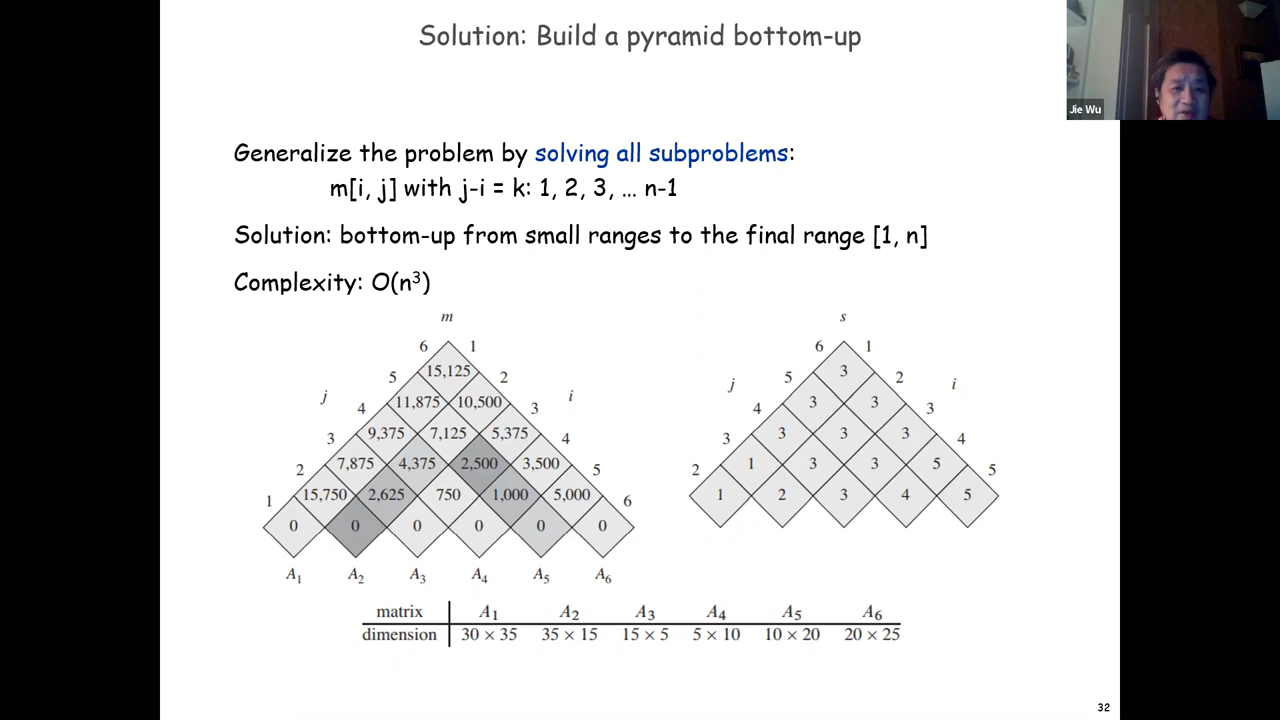 Solution: Build a pyramid bottom-up
Jie Wu
Generalize the problem by solving all subproblems:
m[i, j] with j-i = k: 1, 2, 3, … n-1
Solution: bottom-up from small ranges to the final range [1, n]
Complexity: O(n³)
m
6 1
15,125
5 2
j i
11,875 10,500
4 3
9,375 7,125 5,375
3 4
7,875 4,375 2,500 3,500
2 5
15,750 2,625 750 1,000 5,000
1 6
0 0 0 0 0 0
A₁ A₂ A₃ A₄ A₅ A₆
s
6 1
3
5 2
j i
3 3
4 3
3 3 3
3 4
1 3 3 5
2 5
1 2 3 4 5
matrix A₁ A₂ A₃ A₄ A₅ A₆
dimension 30 × 35 35 × 15 15 × 5 5 × 10 10 × 20 20 × 25
32